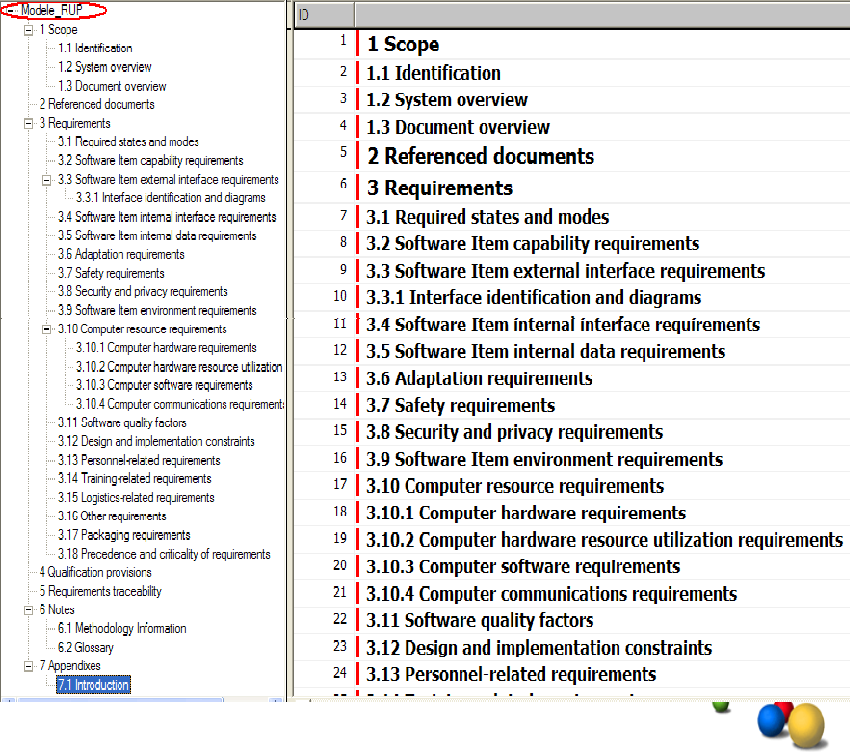 Modele_RUP
1 Scope
1.1 Identification
1.2 System overview
1.3 Document overview
2 Referenced documents
3 Requirements
3.1 Required states and modes
3.2 Software Item capability requirements
3.3 Software Item external interface requirements
3.3.1 Interface identification and diagrams
3.4 Software Item internal interface requirements
3.5 Software Item internal data requirements
3.6 Adaptation requirements
3.7 Safety requirements
3.8 Security and privacy requirements
3.9 Software Item environment requirements
3.10 Computer resource requirements
3.10.1 Computer hardware requirements
3.10.2 Computer hardware resource utilization
3.10.3 Computer software requirements
3.10.4 Computer communications requirements
3.11 Software quality factors
3.12 Design and implementation constraints
3.13 Personnel-related requirements
3.14 Training-related requirements
3.15 Logistics-related requirements
3.16 Other requirements
3.17 Packaging requirements
3.18 Precedence and criticality of requirements
4 Qualification provisions
5 Requirements traceability
6 Notes
6.1 Methodology Information
6.2 Glossary
7 Appendixes
7.1 Introduction
ID
1 1 Scope
2 1.1 Identification
3 1.2 System overview
4 1.3 Document overview
5 2 Referenced documents
6 3 Requirements
7 3.1 Required states and modes
8 3.2 Software Item capability requirements
9 3.3 Software Item external interface requirements
10 3.3.1 Interface identification and diagrams
11 3.4 Software Item internal interface requirements
12 3.5 Software Item internal data requirements
13 3.6 Adaptation requirements
14 3.7 Safety requirements
15 3.8 Security and privacy requirements
16 3.9 Software Item environment requirements
17 3.10 Computer resource requirements
18 3.10.1 Computer hardware requirements
19 3.10.2 Computer hardware resource utilization requirements
20 3.10.3 Computer software requirements
21 3.10.4 Computer communications requirements
22 3.11 Software quality factors
23 3.12 Design and implementation constraints
24 3.13 Personnel-related requirements